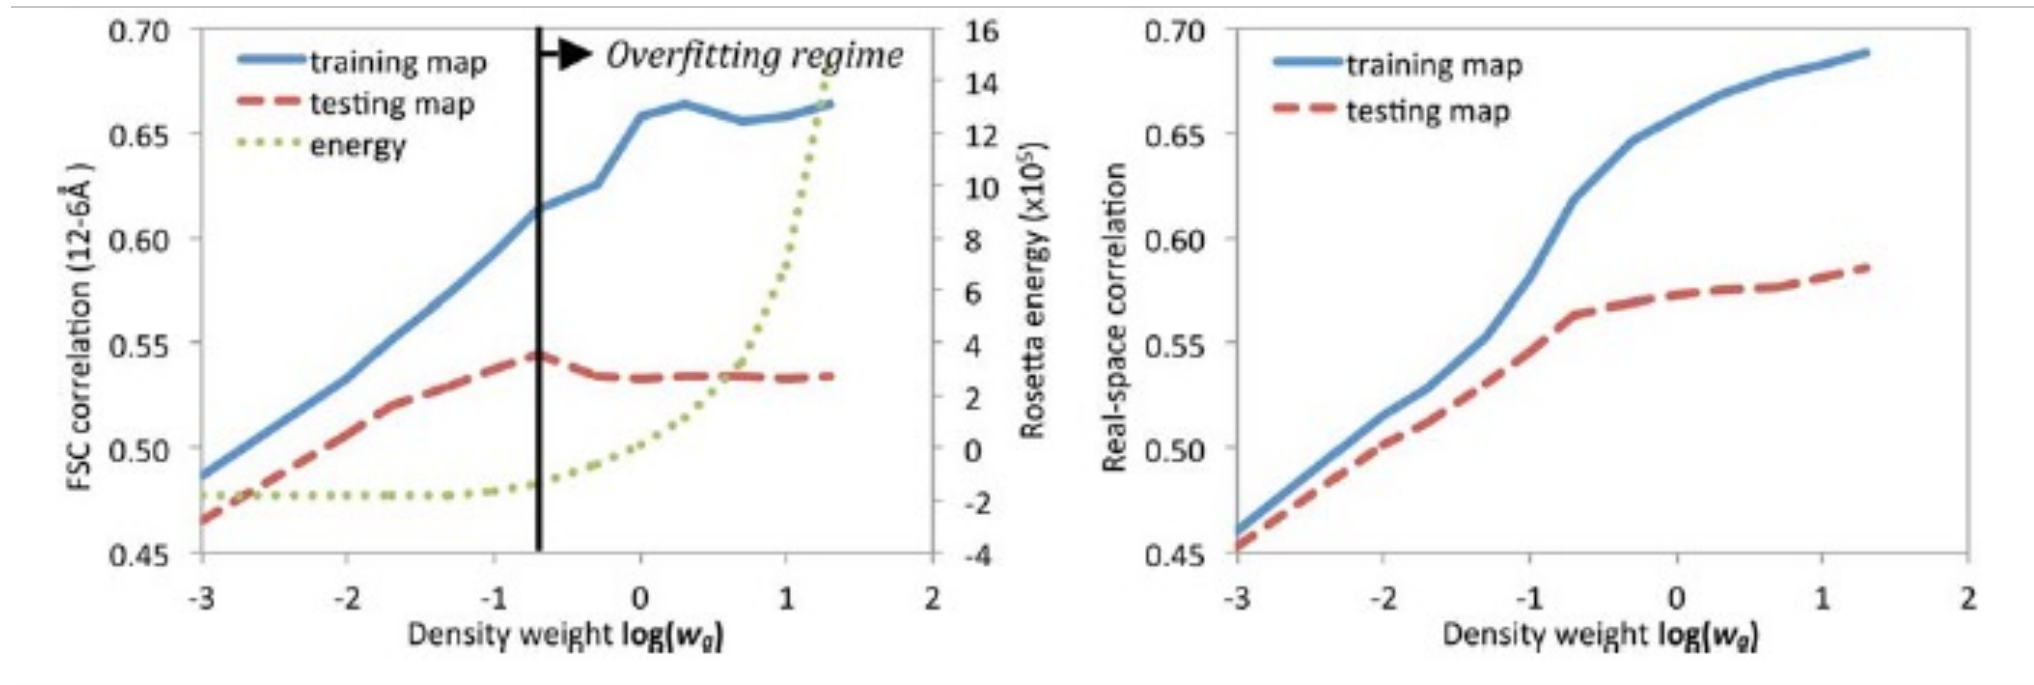 0.70
0.65
0.60
0.55
0.50
0.45
FSC correlation (12-6Å )
training map
testing map
energy
Overfitting regime
16
14
12
10
8
6
4
2
0
-2
-4
Rosetta energy (x10⁵)
-3 -2 -1 0 1 2
Density weight log(wg)
0.70
0.65
0.60
0.55
0.50
0.45
Real-space correlation
training map
testing map
-3 -2 -1 0 1 2
Density weight log(wg)